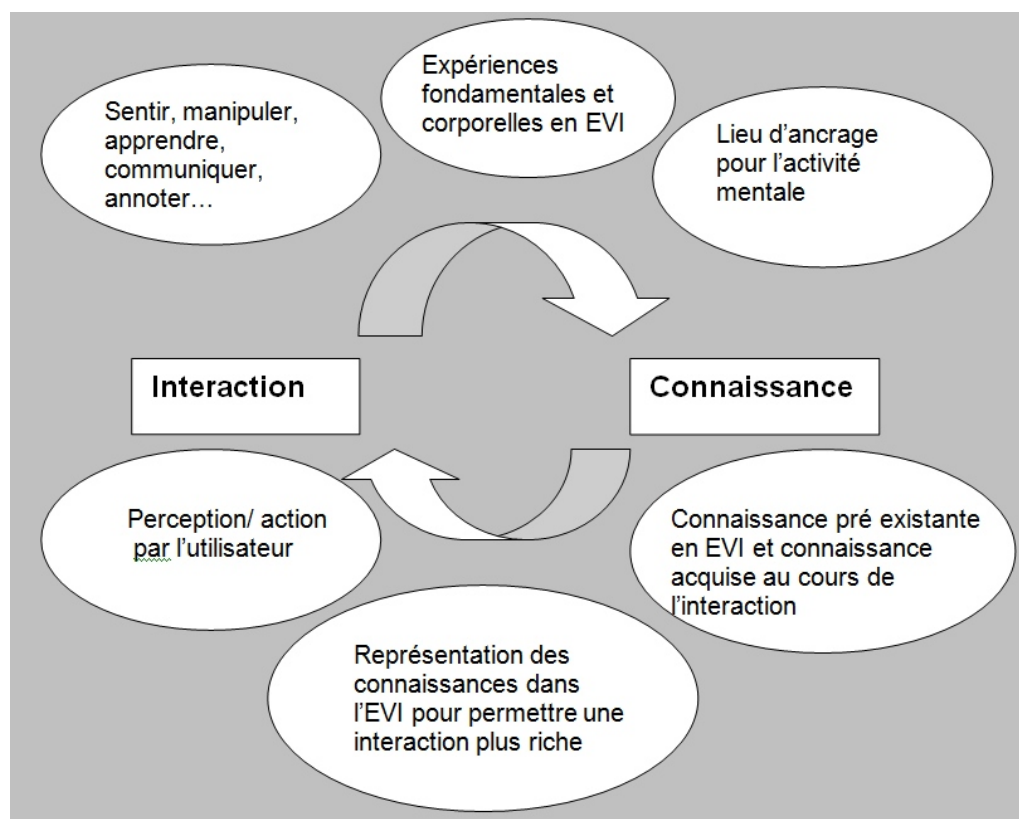 Expériences
fondamentales et
corporelles en EVI
Sentir, manipuler,
apprendre,
communiquer,
annoter…
Lieu d’ancrage
pour l’activité
mentale
Interaction
Connaissance
Perception/ action
par l’utilisateur
Connaissance pré existante
en EVI et connaissance
acquise au cours de
l’interaction
Représentation des
connaissances dans
l’EVI pour permettre une
interaction plus riche